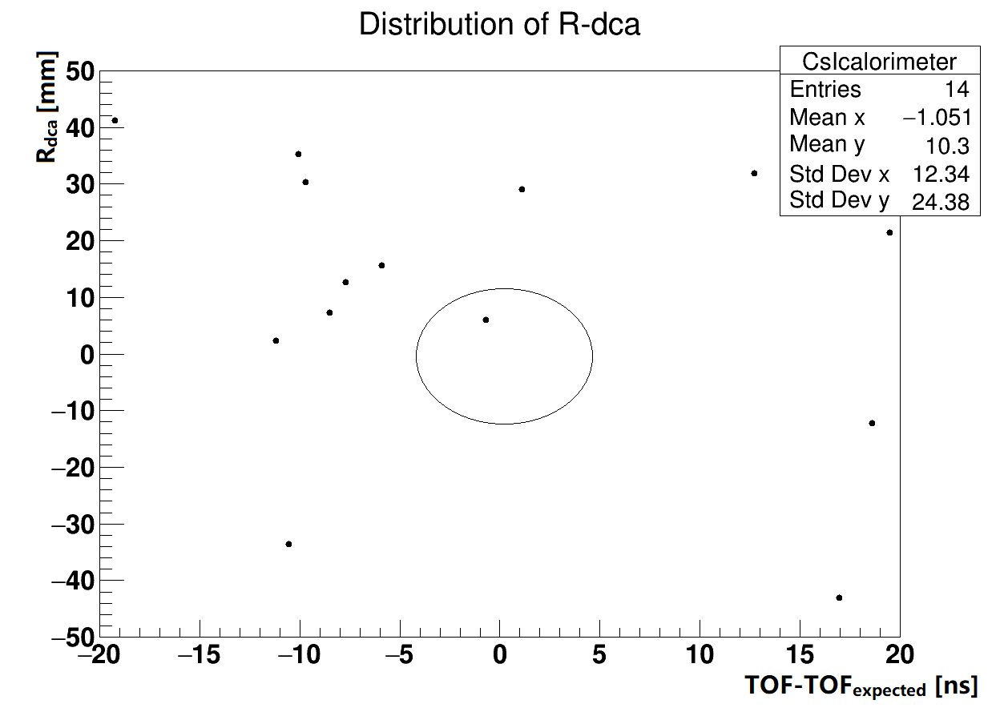 Distribution of R-dca
CsIcalorimeter
Entries 14
Mean x −1.051
Mean y 10.3
Std Dev x 12.34
Std Dev y 24.38
Rdca [mm]
50
40
30
20
10
0
−10
−20
−30
−40
−50
−20 −15 −10 −5 0 5 10 15 20
TOF-TOFexpected [ns]